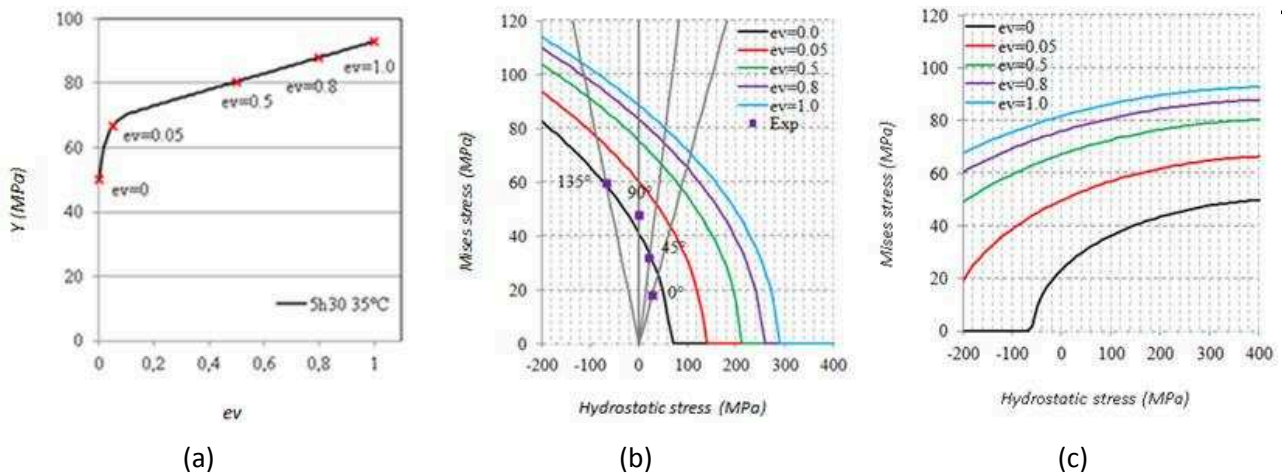 (a)
100
80
60
40
20
0
Y (MPa)
ev=0
ev=0.05
ev=0.5
ev=0.8
ev=1.0
5h30 35°C
0
0,2
0,4
0,6
0,8
1
ev
(a)
(b)
120
100
80
60
40
20
0
Mises stress (MPa)
ev=0.0
ev=0.05
ev=0.5
ev=0.8
ev=1.0
Exp
135°
90°
45°
0°
-200
-100
0
100
200
300
400
Hydrostatic stress (MPa)
(b)
(c)
120
100
80
60
40
20
0
Mises stress (MPa)
ev=0
ev=0.05
ev=0.5
ev=0.8
ev=1.0
-200
-100
0
100
200
300
400
Hydrostatic stress (MPa)
(c)